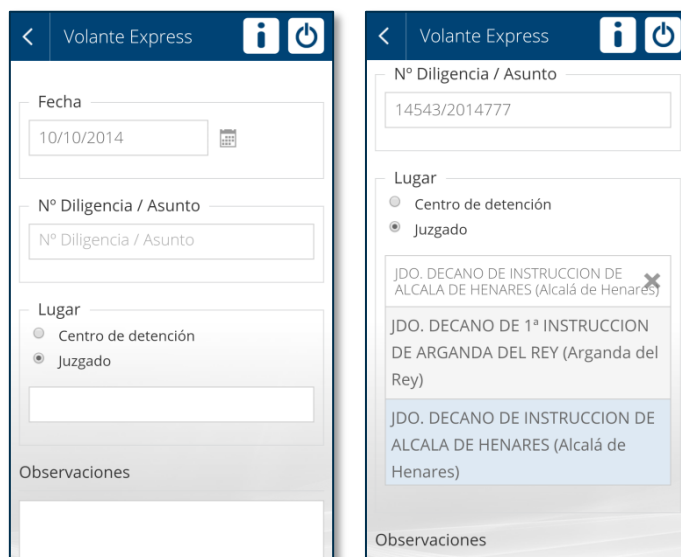 Volante Express
Fecha
10/10/2014
Nº Diligencia / Asunto
Nº Diligencia / Asunto
Lugar
Centro de detención
Juzgado
Observaciones
Volante Express
Nº Diligencia / Asunto
14543/2014777
Lugar
Centro de detención
Juzgado
JDO. DECANO DE INSTRUCCION DE
ALCALA DE HENARES (Alcalá de Henares)
JDO. DECANO DE 1ª INSTRUCCION
DE ARGANDA DEL REY (Arganda del
Rey)
JDO. DECANO DE INSTRUCCION DE
ALCALA DE HENARES (Alcalá de
Henares)
Observaciones